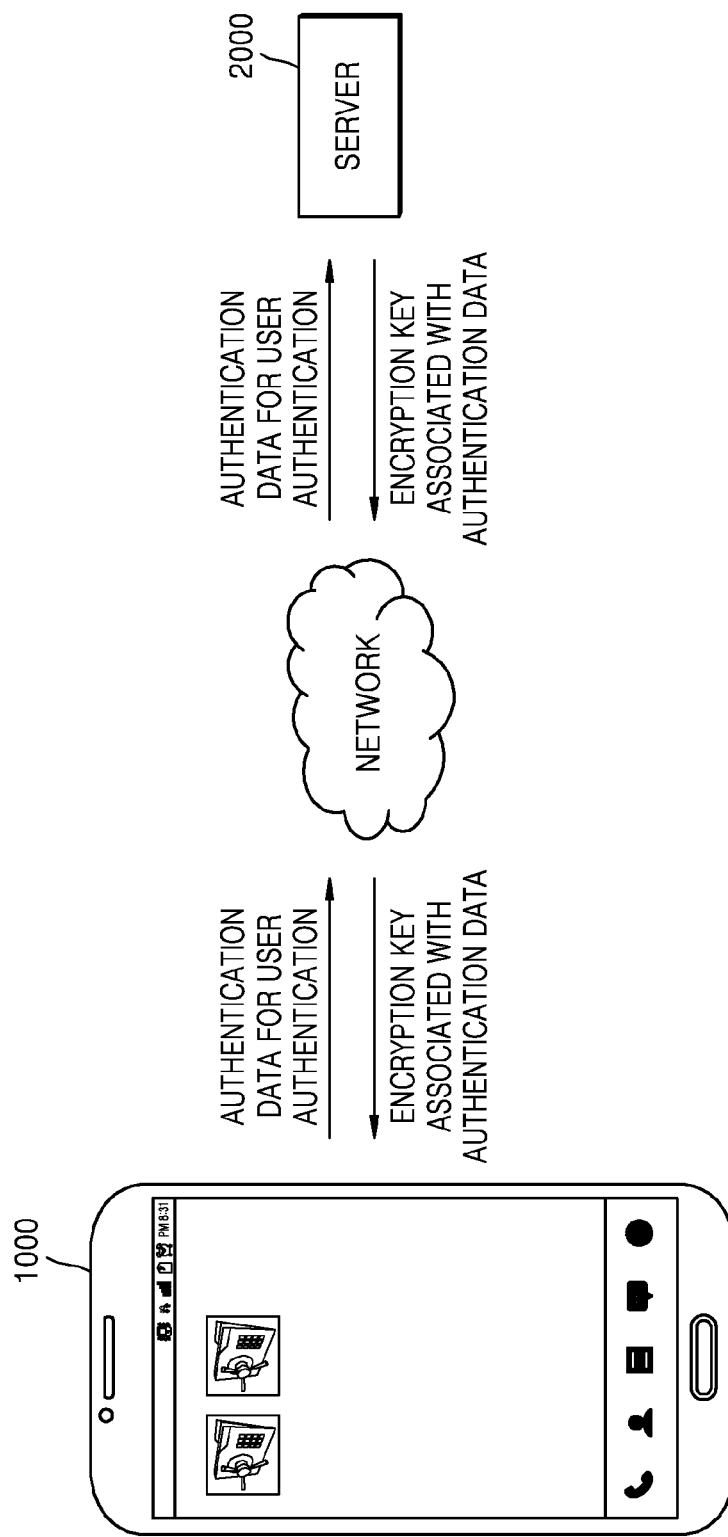 1000
PM 8:31
AUTHENTICATION
DATA FOR USER
AUTHENTICATION
ENCRYPTION KEY
ASSOCIATED WITH
AUTHENTICATION DATA
NETWORK
AUTHENTICATION
DATA FOR USER
AUTHENTICATION
ENCRYPTION KEY
ASSOCIATED WITH
AUTHENTICATION DATA
2000
SERVER